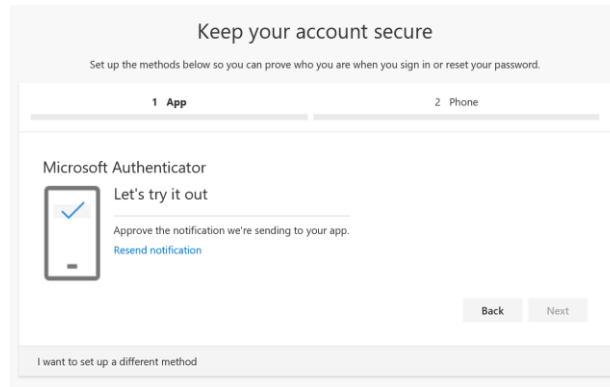 Keep your account secure
Set up the methods below so you can prove who you are when you sign in or reset your password.
1 App
2 Phone
Microsoft Authenticator
Let's try it out
Approve the notification we're sending to your app.
Resend notification
Back
Next
I want to set up a different method